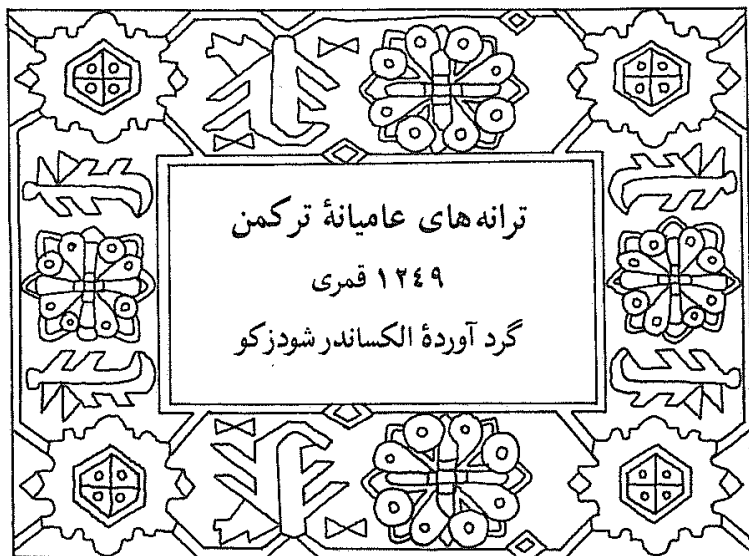 ترانه‌های عامیانهٔ ترکمن
۱۲٤۹ قمری
گرد آوردهٔ الکساندر شودزکو